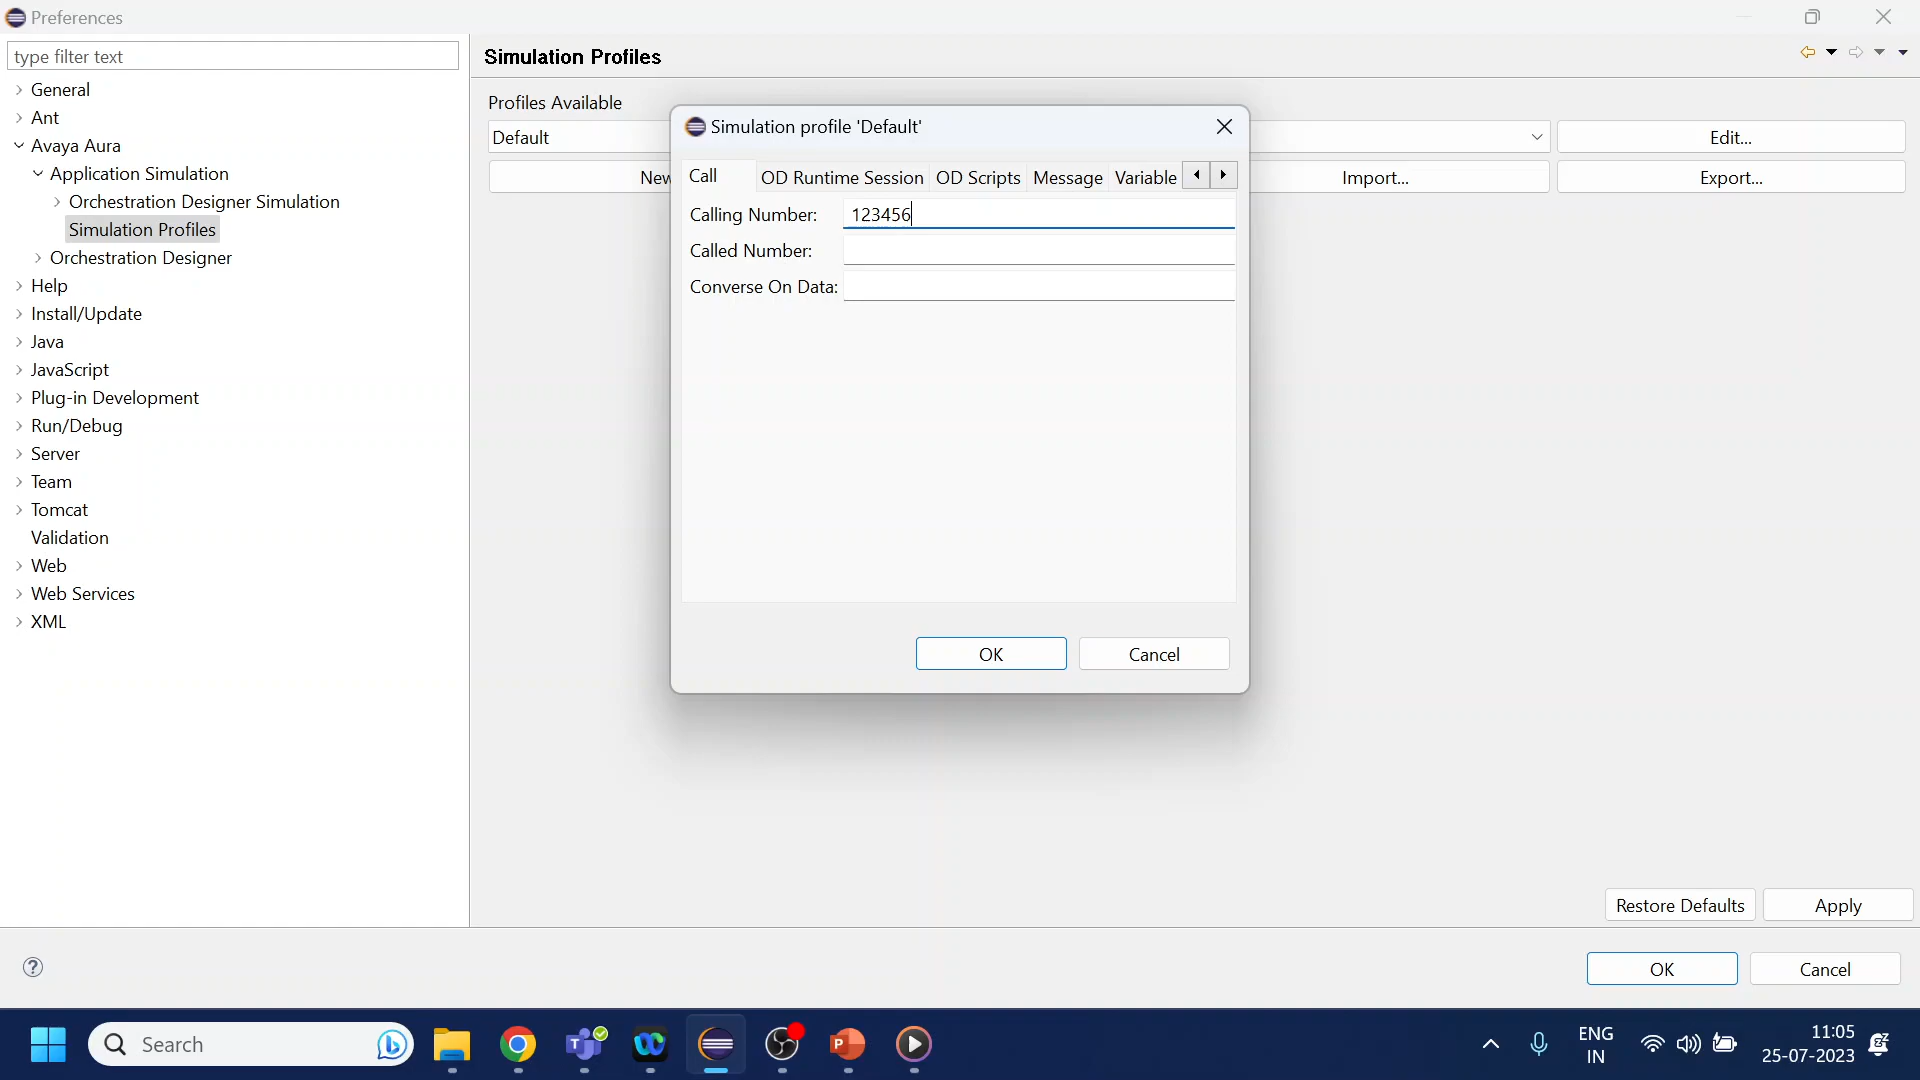 Preferences
type filter text
General
Ant
Avaya Aura
Application Simulation
Orchestration Designer Simulation
Simulation Profiles
Orchestration Designer
Help
Install/Update
Java
JavaScript
Plug-in Development
Run/Debug
Server
Team
Tomcat
Validation
Web
Web Services
XML
Simulation Profiles
Profiles Available
Default
Edit...
New
Import...
Export...
Simulation profile 'Default'
Call
OD Runtime Session
OD Scripts
Message
Variable
Calling Number:
123456
Called Number:
Converse On Data:
OK
Cancel
Restore Defaults
Apply
OK
Cancel
Search
ENG
IN
11:05
25-07-2023